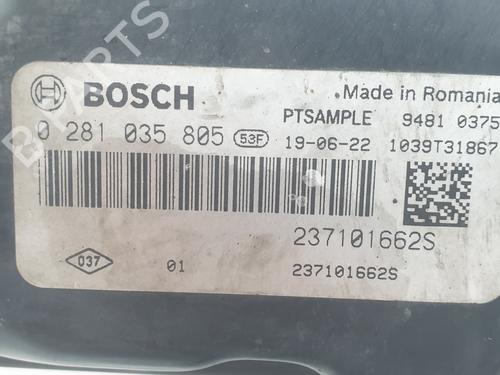 BOSCH
Made in Romania
PTSAMPLE 9481 0375
0 281 035 805 53F 19-06-22 1039T31867
237101662S
037 01 237101662S
PARTS